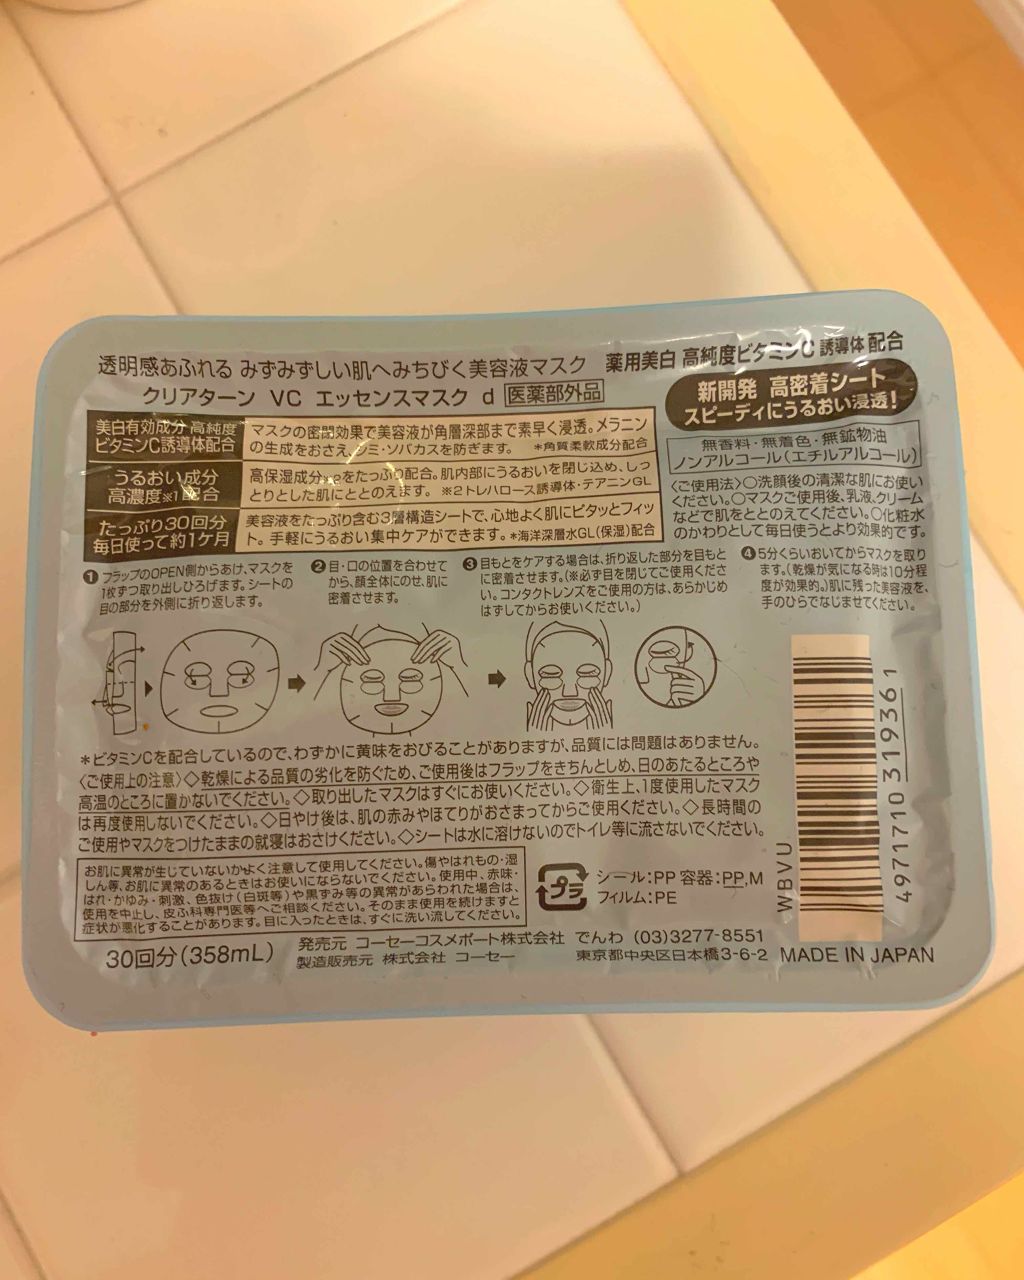 透明感あふれる みずみずしい肌へみちびく美容液マスク 薬用美白 高純度ビタミンC 誘導体 配合
クリアターン VC エッセンスマスク d 医薬部外品
新開発 高密着シート
スピーディにうるおい浸透!
無香料・無着色・無鉱物油
ノンアルコール(エチルアルコール)
美白有効成分 高純度
ビタミンC誘導体配合
マスクの密閉効果で美容液が角層深部まで素早く浸透。メラニン
の生成をおさえ、シミ・ソバカスを防ぎます。 *角質柔軟成分配合
うるおい成分
高濃度※1配合
高保湿成分※2をたっぷり配合。肌内部にうるおいを閉じ込め、しっ
とりとした肌にととのえます。 ※2トレハロース誘導体・テアニンGL
たっぷり30回分
毎日使って約1ケ月
美容液をたっぷり含む3層構造シートで、心地よく肌にピタッとフィッ
ト。手軽にうるおい集中ケアができます。*海洋深層水GL(保湿)配合
〈ご使用法〉○洗顔後の清潔な肌にお使い
ください。○マスクご使用後、乳液、クリーム
などで肌をととのえてください。○化粧水
のかわりとして毎日使うとより効果的です。
❶フラップのOPEN側からあけ、マスクを
1枚ずつ取り出しひろげます。シートの
目の部分を外側に折り返します。
❷目・口の位置を合わせて
から、顔全体にのせ、肌に
密着させます。
❸目もとをケアする場合は、折り返した部分を目もと
に密着させます。(※必ず目を閉じてご使用くださ
い。コンタクトレンズをご使用の方は、あらかじめ
はずしてからお使いください。)
❹5分くらいおいてからマスクを取り
ます。(乾燥が気になる時は10分程
度が効果的。)肌に残った美容液を、
手のひらでなじませてください。
*ビタミンCを配合しているので、わずかに黄味をおびることがありますが、品質には問題はありません。
〈ご使用上の注意〉◇乾燥による品質の劣化を防ぐため、ご使用後はフラップをきちんとしめ、日のあたるところや
高温のところに置かないでください。◇取り出したマスクはすぐにお使いください。◇衛生上、1度使用したマスク
は再度使用しないでください。◇日やけ後は、肌の赤みやほてりがおさまってからご使用ください。◇長時間の
ご使用やマスクをつけたままの就寝はおさけください。◇シートは水に溶けないのでトイレ等に流さないでください。
お肌に異常が生じていないかよく注意して使用してください。傷やはれもの・湿
しん等、お肌に異常のあるときはお使いにならないでください。使用中、赤味・
はれ・かゆみ・刺激、色抜け(白斑等)や黒ずみ等の異常があらわれた場合は、
使用を中止し、皮ふ科専門医等へご相談ください。そのまま使用を続けますと
症状が悪化することがあります。目に入ったときは、すぐに洗い流してください。
プラ
シール:PP 容器:PP,M
フィルム:PE
WBVU
4971710319361
30回分(358mL)
発売元 コーセーコスメポート株式会社 でんわ (03)3277-8551
製造販売元 株式会社 コーセー 東京都中央区日本橋3-6-2 MADE IN JAPAN